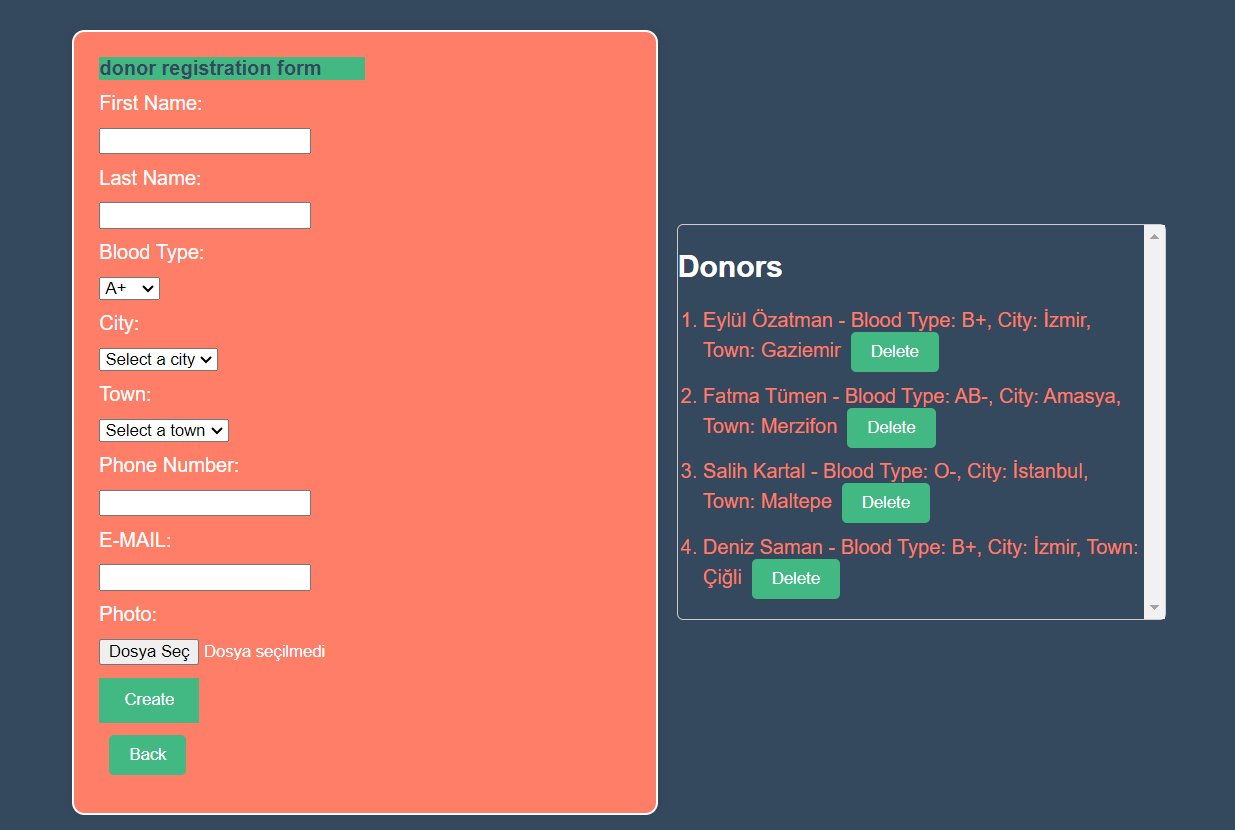 donor registration form
First Name:
Last Name:
Blood Type:
A+
City:
Select a city
Town:
Select a town
Phone Number:
E-MAIL:
Photo:
Dosya Seç Dosya seçilmedi
Create
Back
Donors
1. Eylül Özatman - Blood Type: B+, City: İzmir,
Town: Gaziemir Delete
2. Fatma Tümen - Blood Type: AB-, City: Amasya,
Town: Merzifon Delete
3. Salih Kartal - Blood Type: O-, City: İstanbul,
Town: Maltepe Delete
4. Deniz Saman - Blood Type: B+, City: İzmir, Town:
Çiğli Delete